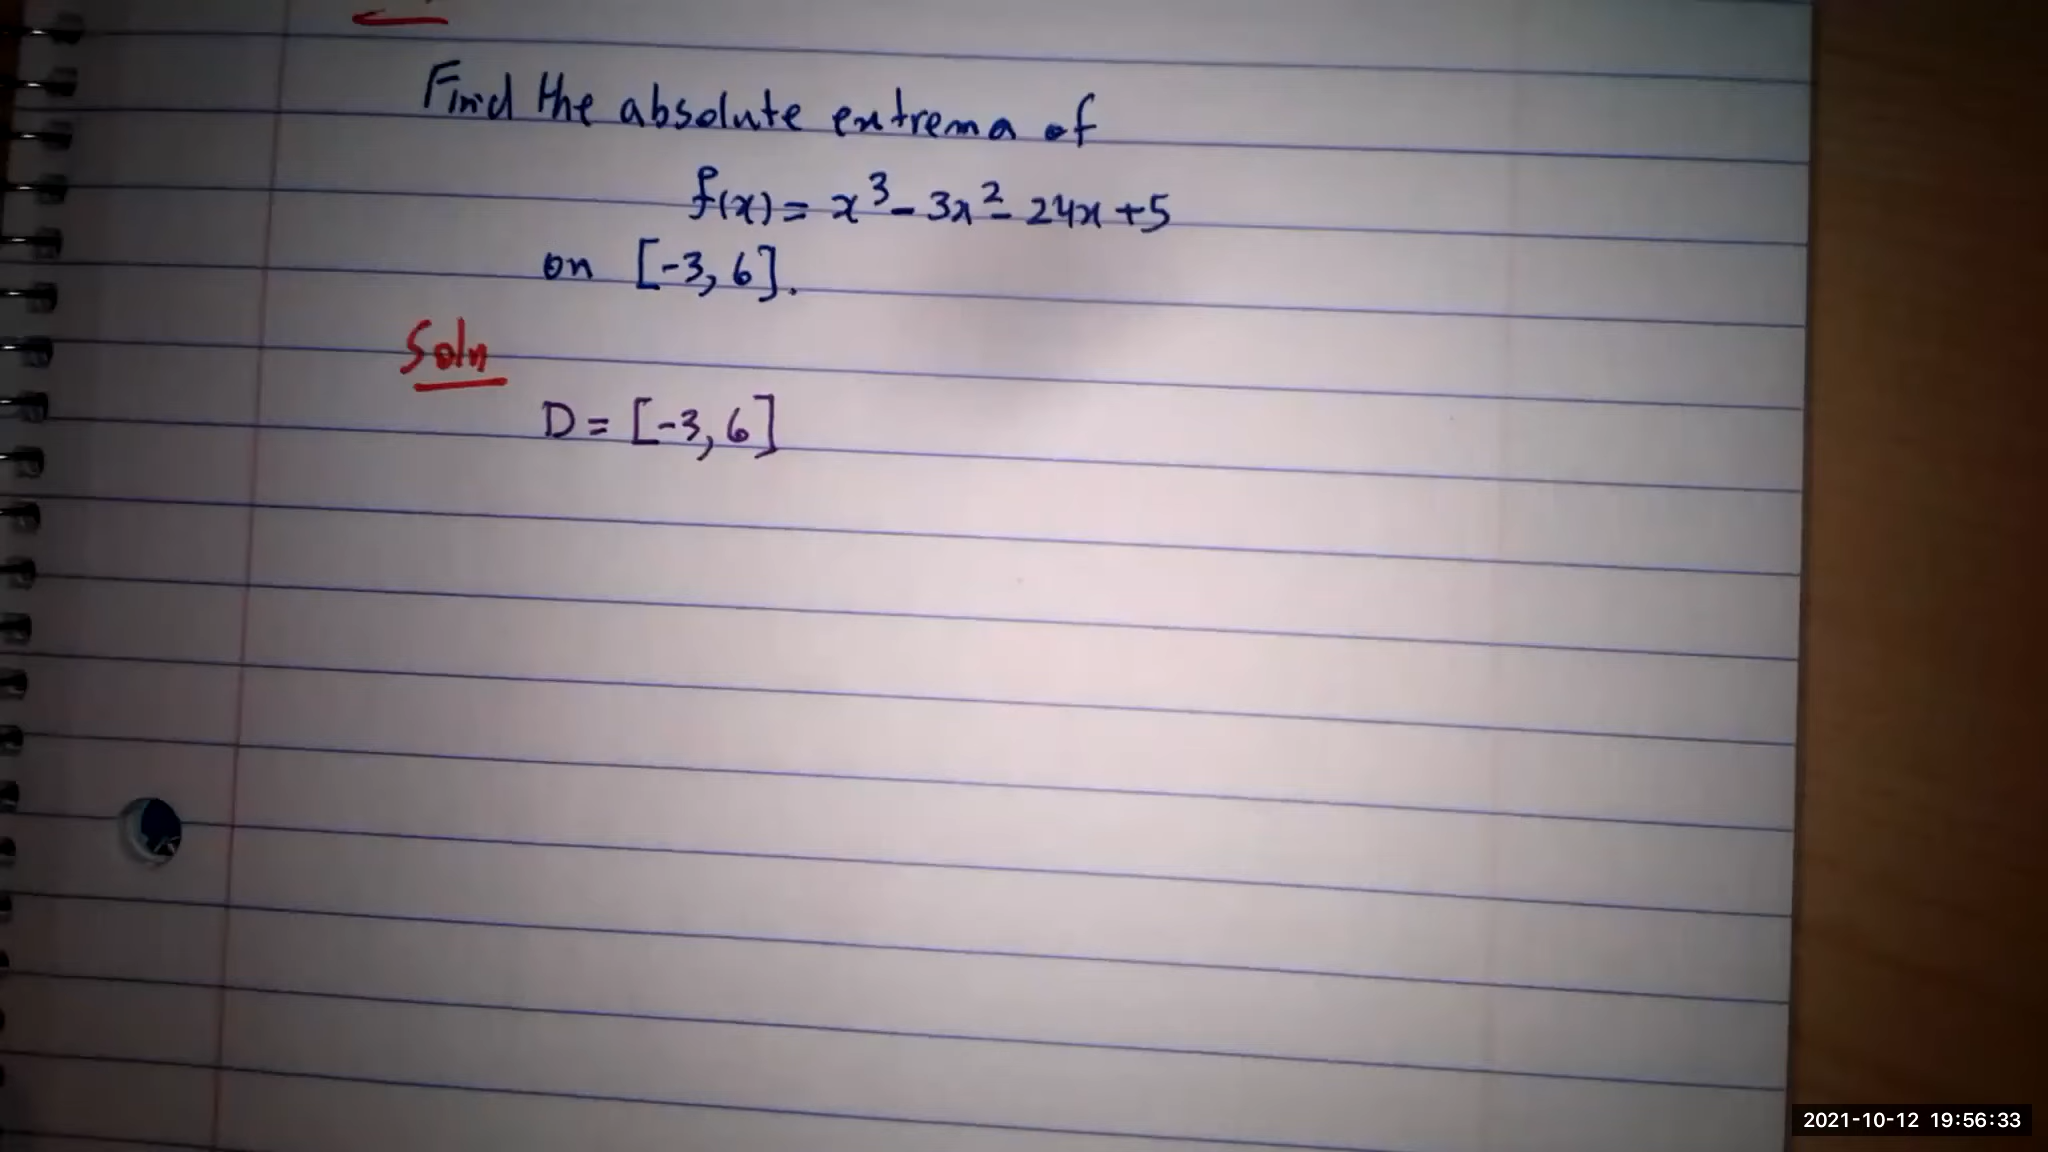 Find the absolute extrema of
f(x) = x³ - 3x² - 24x + 5
on [-3, 6].
Soln
D = [-3, 6]
2021-10-12 19:56:33